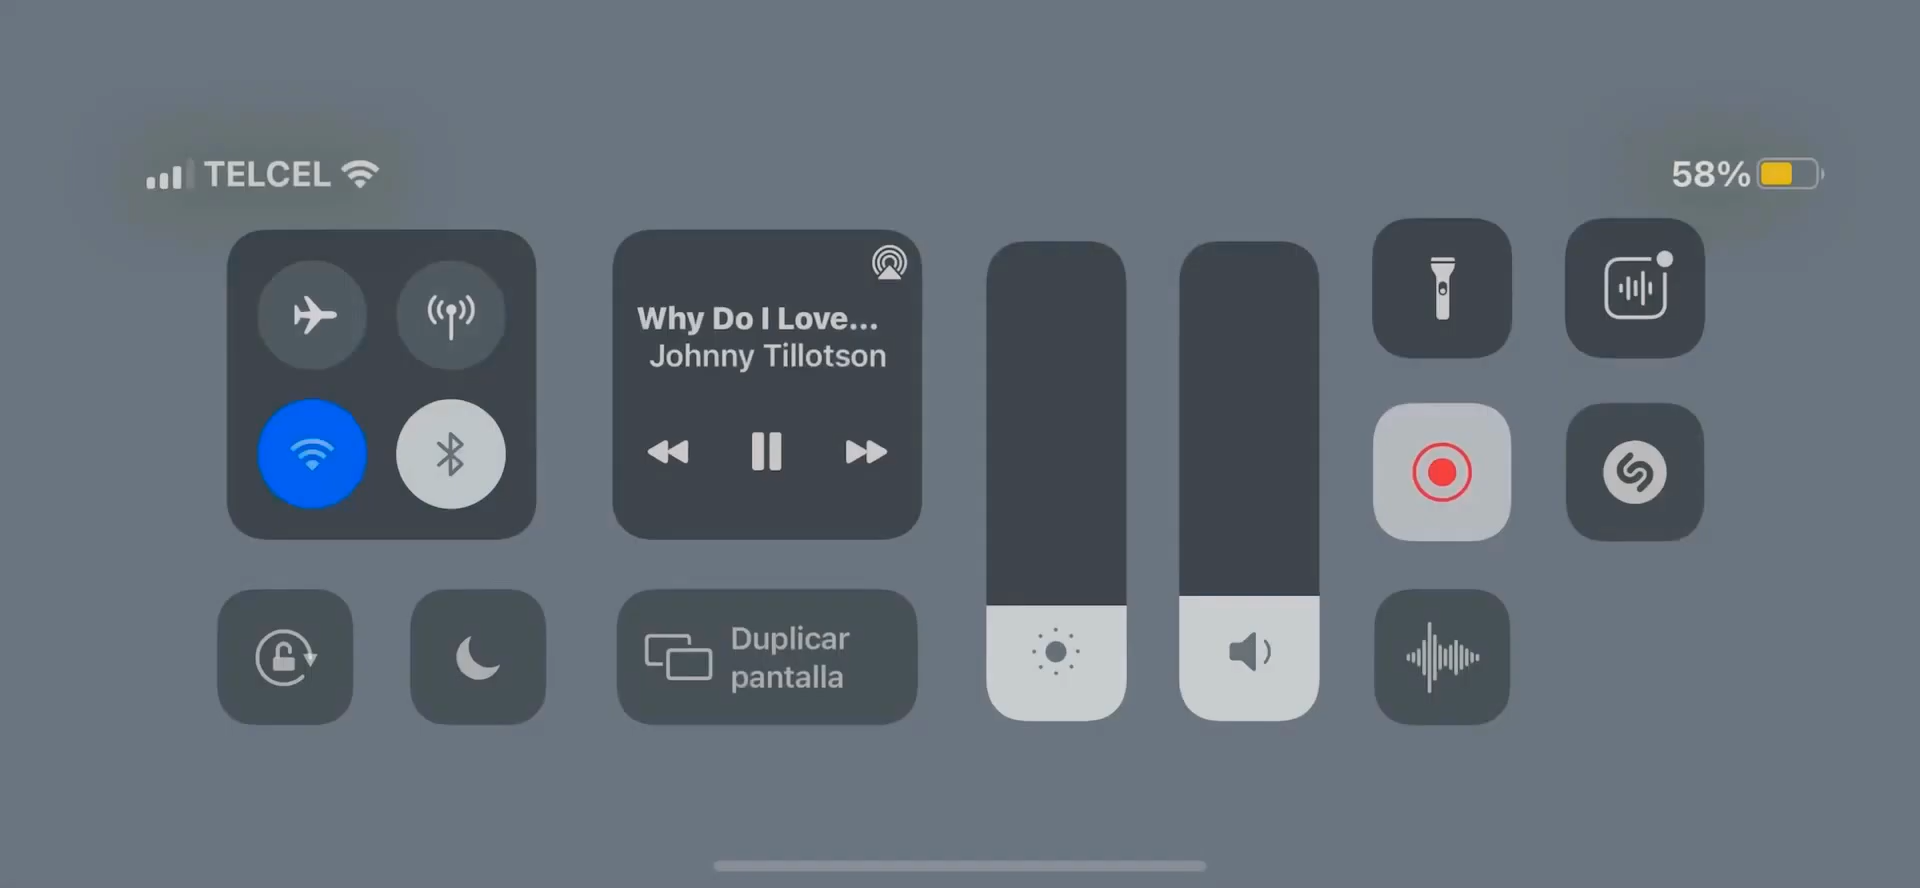 TELCEL
58%
Why Do I Love...
Johnny Tillotson
Duplicar
pantalla